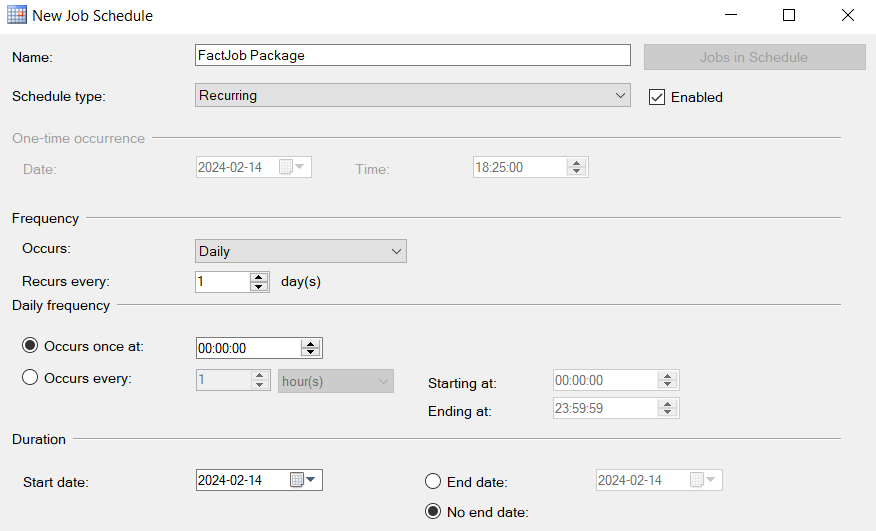 New Job Schedule
Name: FactJob Package Jobs in Schedule
Schedule type: Recurring Enabled
One-time occurrence
Date: 2024-02-14 Time: 18:25:00
Frequency
Occurs: Daily
Recurs every: 1 day(s)
Daily frequency
Occurs once at: 00:00:00
Occurs every: 1 hour(s) Starting at: 00:00:00
Ending at: 23:59:59
Duration
Start date: 2024-02-14 End date: 2024-02-14
No end date: